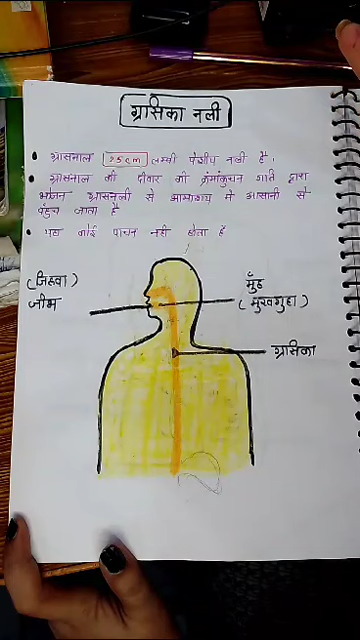 ग्रासिका नली
• ग्रासनाल 25cm लम्बी पेशीय नली है,
• ग्रासनाल की दीवार की क्रमांकुचन गति द्वारा
भोजन ग्रासनली से आमाशय मे आसानी से
पहुंच जाता है
• यहा कोई पाचन नही होता है
(जिहवा)
जीभ
मुँह
(मुखगुहा)
ग्रासिका